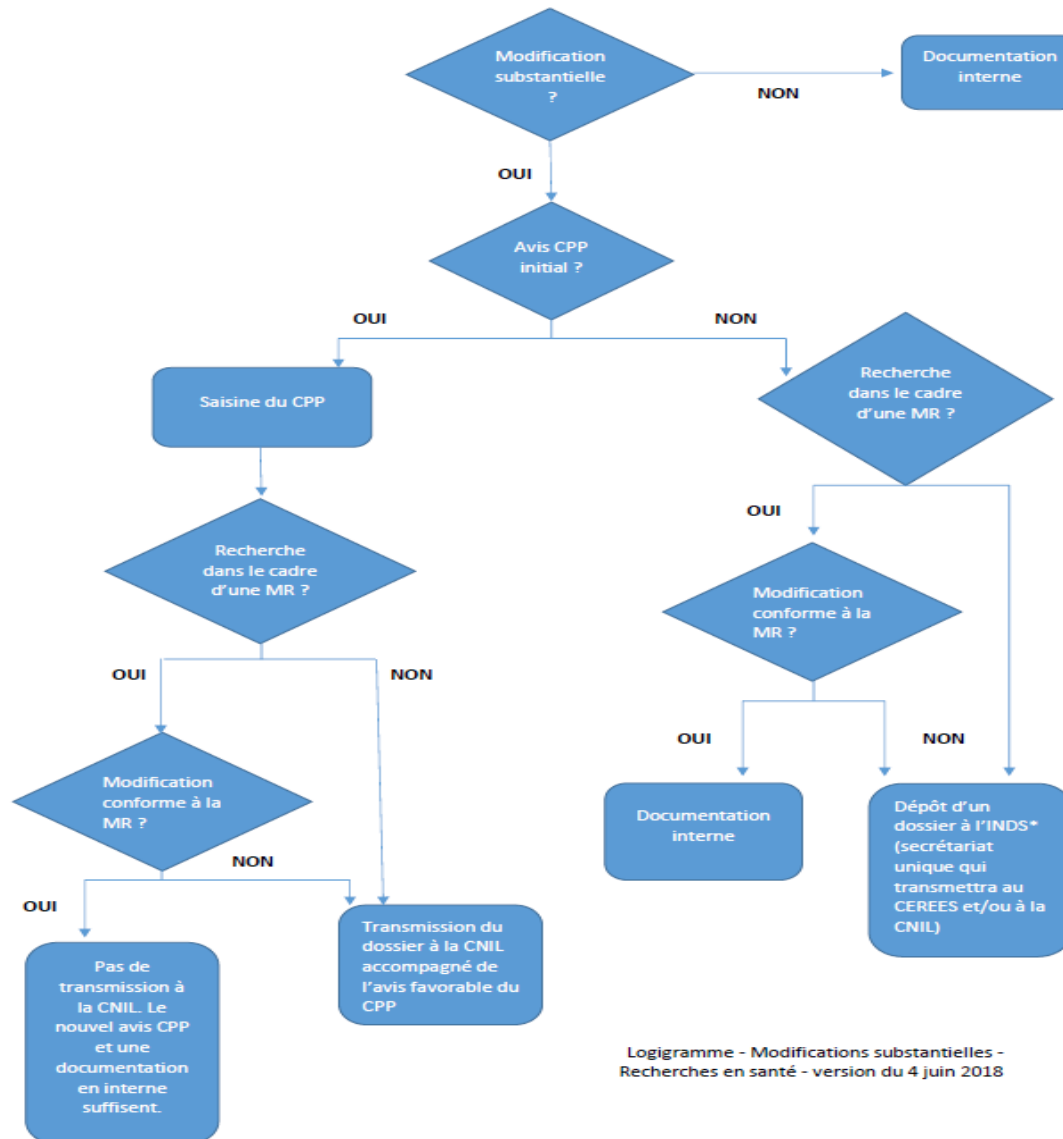 Modification
substantielle
?
NON
Documentation
interne
OUI
Avis CPP
initial ?
OUI
NON
Saisine du CPP
Recherche
dans le cadre
d'une MR ?
OUI
Recherche
dans le cadre
d'une MR ?
Modification
conforme à la
MR ?
OUI
NON
OUI
NON
Modification
conforme à la
MR ?
Documentation
interne
Dépôt d'un
dossier à l'INDS*
(secrétariat
unique qui
transmettra au
CEREES et/ou à la
CNIL)
NON
OUI
Transmission du
dossier à la CNIL
accompagné de
l'avis favorable du
CPP
Pas de
transmission à
la CNIL. Le
nouvel avis CPP
et une
documentation
en interne
suffisent.
Logigramme - Modifications substantielles -
Recherches en santé - version du 4 juin 2018